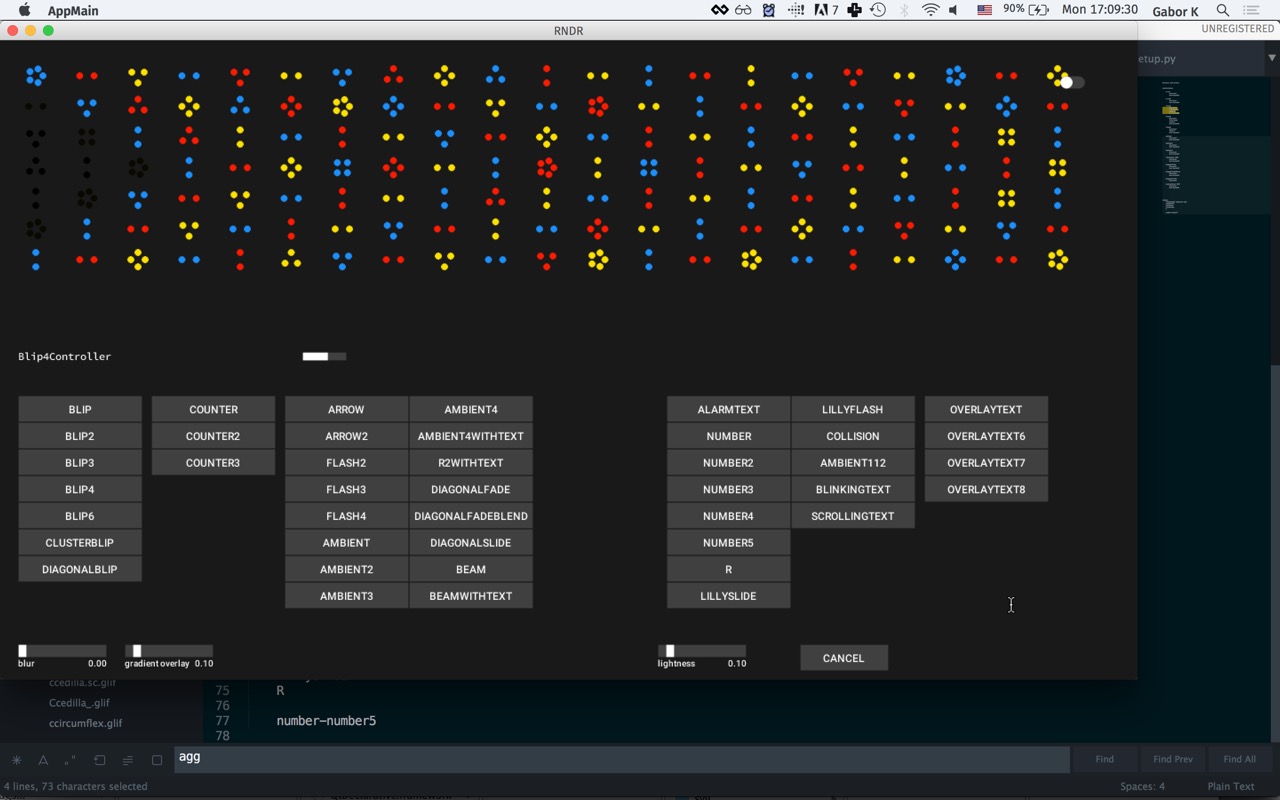 AppMain 7 90% Mon 17:09:30 Gabor K
RNDR
UNREGISTERED
etup.py
Blip4Controller
BLIP COUNTER ARROW AMBIENT4 ALARMTEXT LILLYFLASH OVERLAYTEXT
BLIP2 COUNTER2 ARROW2 AMBIENT4WITHTEXT NUMBER COLLISION OVERLAYTEXT6
BLIP3 COUNTER3 FLASH2 R2WITHTEXT NUMBER2 AMBIENT112 OVERLAYTEXT7
BLIP4 FLASH3 DIAGONALFADE NUMBER3 BLINKINGTEXT OVERLAYTEXT8
BLIP6 FLASH4 DIAGONALFADEBLEND NUMBER4 SCROLLINGTEXT
CLUSTERBLIP AMBIENT DIAGONALSLIDE NUMBER5
DIAGONALBLIP AMBIENT2 BEAM R
AMBIENT3 BEAMWITHTEXT LILLYSLIDE
blur 0.00 gradient overlay 0.10 lightness 0.10 CANCEL
ccedilla.sc.glif
75 R
Ccedilla_.glif 76
ccircumflex.glif 77 number-number5
78
agg Find Find Prev Find All
4 lines, 73 characters selected Spaces: 4 Plain Text